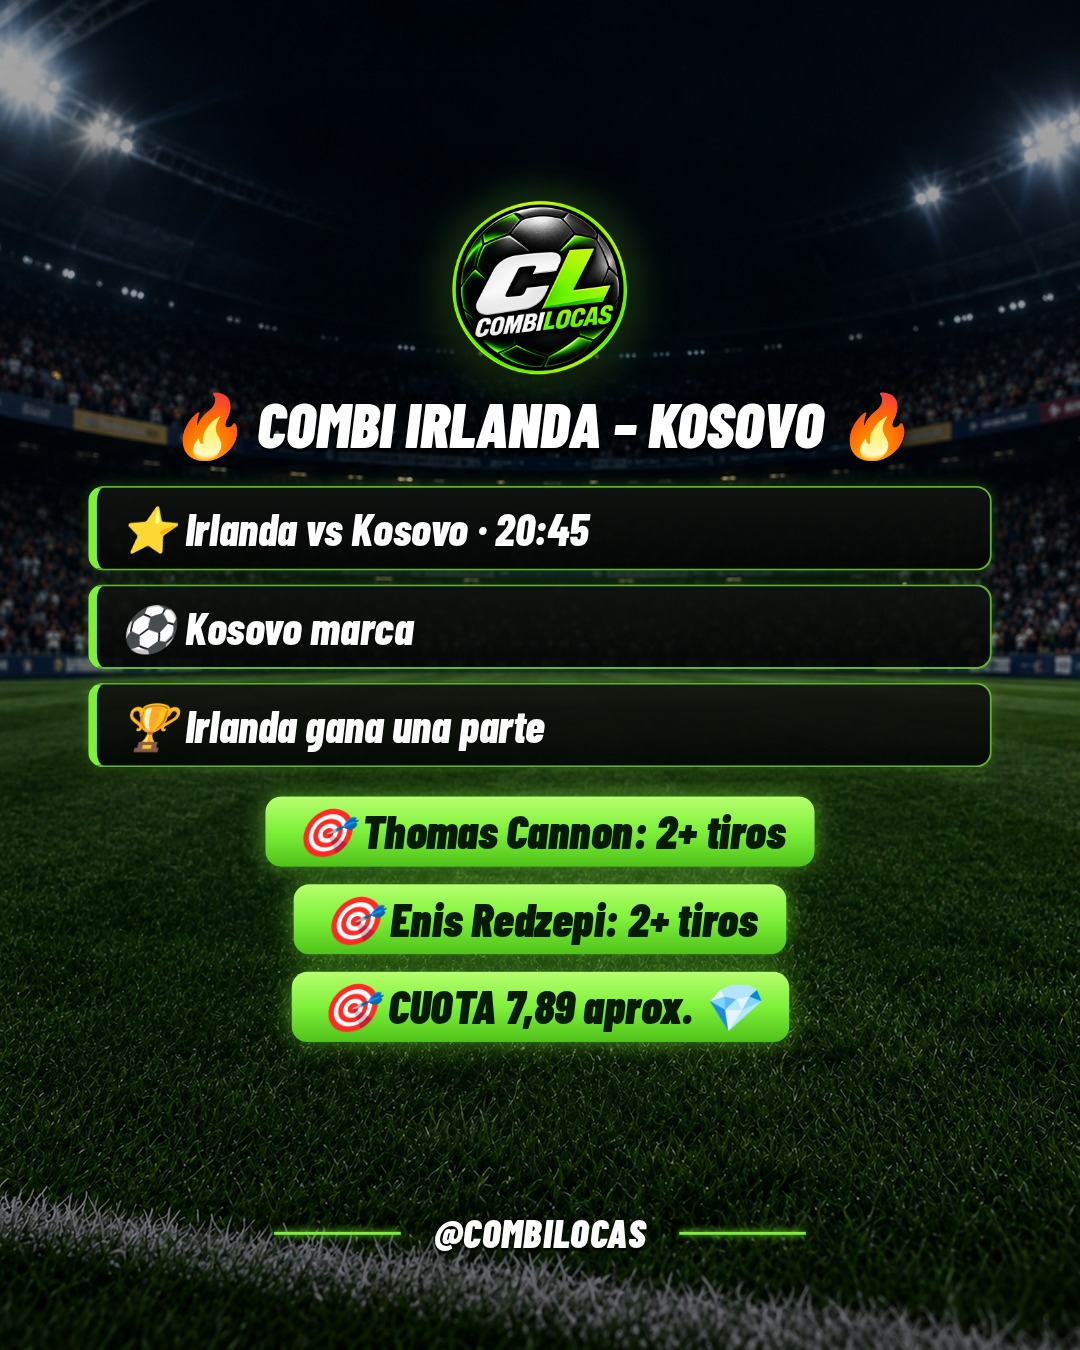 CL
COMBILOCAS
🔥 COMBI IRLANDA - KOSOVO 🔥
⭐ Irlanda vs Kosovo · 20:45
⚽ Kosovo marca
🏆 Irlanda gana una parte
🎯 Thomas Cannon: 2+ tiros
🎯 Enis Redzepi: 2+ tiros
🎯 CUOTA 7,89 aprox. 💎
@COMBILOCAS